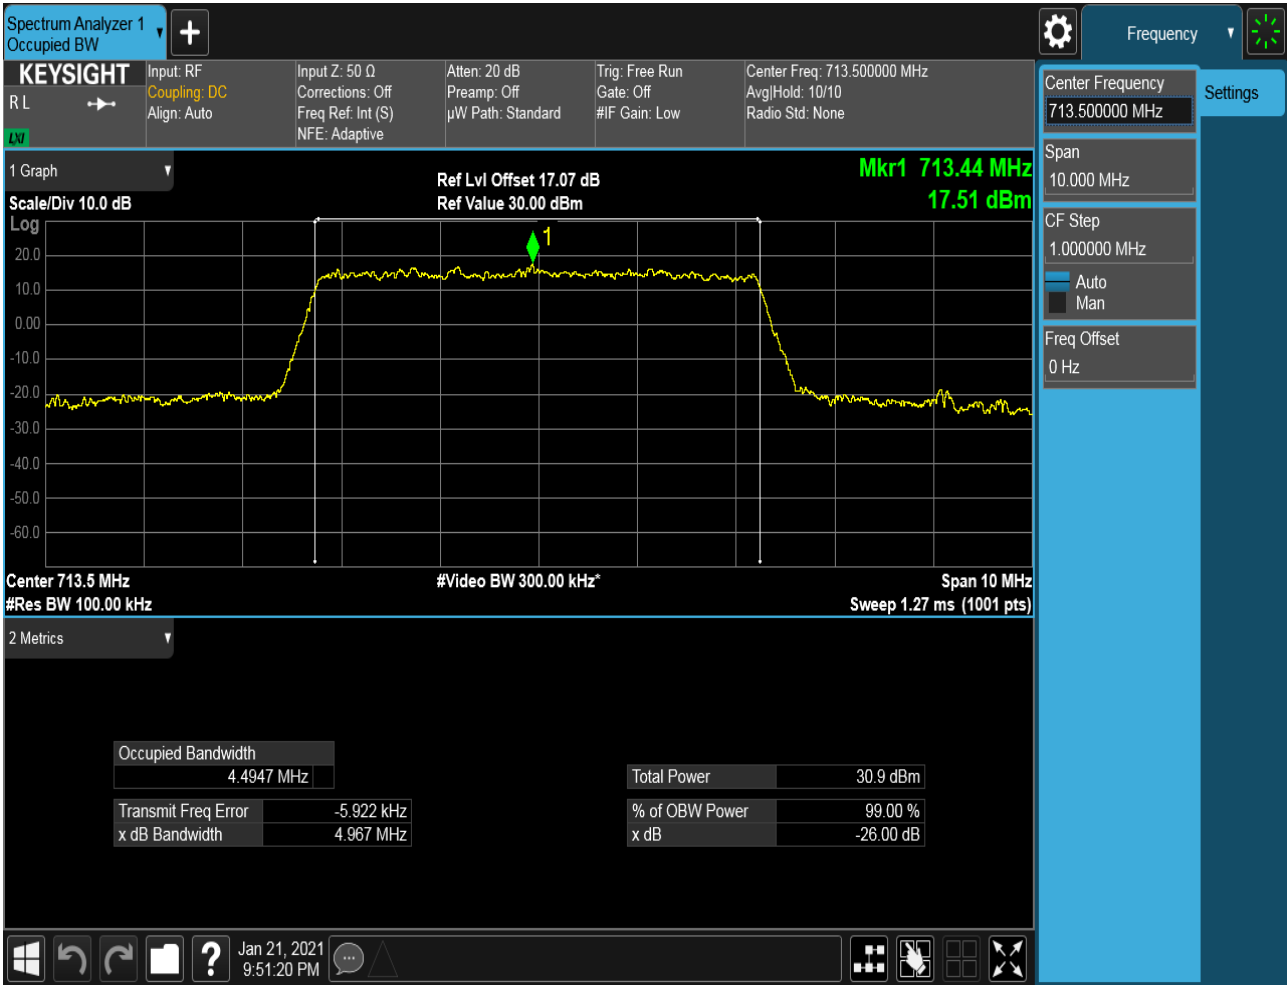 Spectrum Analyzer 1
Occupied BW
Frequency
KEYSIGHT
R L
LXI
Input: RF
Coupling: DC
Align: Auto
Input Z: 50 Ω
Corrections: Off
Freq Ref: Int (S)
NFE: Adaptive
Atten: 20 dB
Preamp: Off
µW Path: Standard
Trig: Free Run
Gate: Off
#IF Gain: Low
Center Freq: 713.500000 MHz
Avg|Hold: 10/10
Radio Std: None
Center Frequency
713.500000 MHz
Settings
Span
10.000 MHz
CF Step
1.000000 MHz
Auto
Man
Freq Offset
0 Hz
1 Graph
Scale/Div 10.0 dB
Ref Lvl Offset 17.07 dB
Ref Value 30.00 dBm
Mkr1 713.44 MHz
17.51 dBm
Log
1
20.0
10.0
0.00
-10.0
-20.0
-30.0
-40.0
-50.0
-60.0
Center 713.5 MHz
#Video BW 300.00 kHz*
Span 10 MHz
#Res BW 100.00 kHz
Sweep 1.27 ms (1001 pts)
2 Metrics
Occupied Bandwidth
4.4947 MHz
Transmit Freq Error -5.922 kHz
x dB Bandwidth 4.967 MHz
Total Power 30.9 dBm
% of OBW Power 99.00 %
x dB -26.00 dB
?
Jan 21, 2021
9:51:20 PM